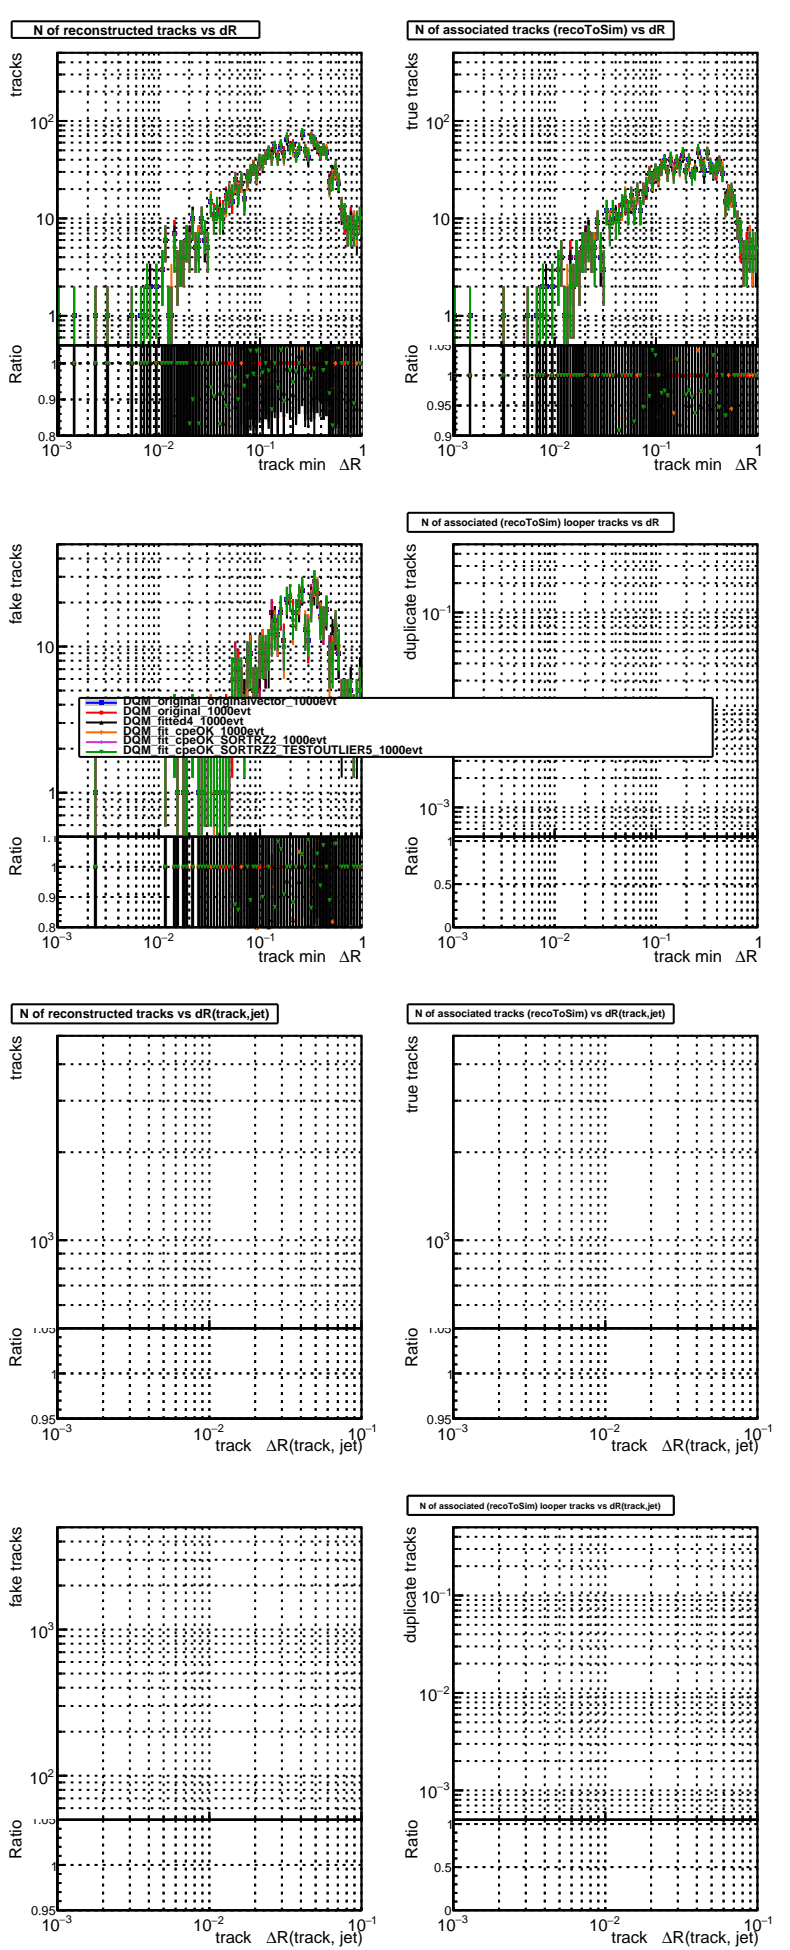 N of reconstructed tracks vs dR
N of associated tracks (recoToSim) vs dR
tracks
10²
10
1
Ratio
1
0.9
0.8
10⁻³ 10⁻² 10⁻¹ 1
track min ΔR
true tracks
10²
10
1
Ratio
1.05
1
0.95
0.9
10⁻³ 10⁻² 10⁻¹ 1
track min ΔR
N of associated (recoToSim) looper tracks vs dR
fake tracks
10
1
Ratio
1.1
1
0.9
0.8
10⁻³ 10⁻² 10⁻¹ 1
track min ΔR
duplicate tracks
10⁻¹
10⁻³
Ratio
1
0.5
0
10⁻³ 10⁻² 10⁻¹ 1
track min ΔR
DQM_original_originalvector_1000evt
DQM_original_1000evt
DQM_fitted4_1000evt
DQM_fit_cpeOK_1000evt
DQM_fit_cpeOK_SORTRZ2_1000evt
DQM_fit_cpeOK_SORTRZ2_TESTOUTLIER5_1000evt
N of reconstructed tracks vs dR(track,jet)
N of associated tracks (recoToSim) vs dR(track,jet)
tracks
10³
Ratio
1.05
1
0.95
10⁻³ 10⁻² 10⁻¹
track ΔR(track, jet)
true tracks
10³
Ratio
1.05
1
0.95
10⁻³ 10⁻² 10⁻¹
track ΔR(track, jet)
N of associated (recoToSim) looper tracks vs dR(track,jet)
fake tracks
10³
10²
Ratio
1.05
1
0.95
10⁻³ 10⁻² 10⁻¹
track ΔR(track, jet)
duplicate tracks
10⁻¹
10⁻²
10⁻³
Ratio
1
0.5
0
10⁻³ 10⁻² 10⁻¹
track ΔR(track, jet)